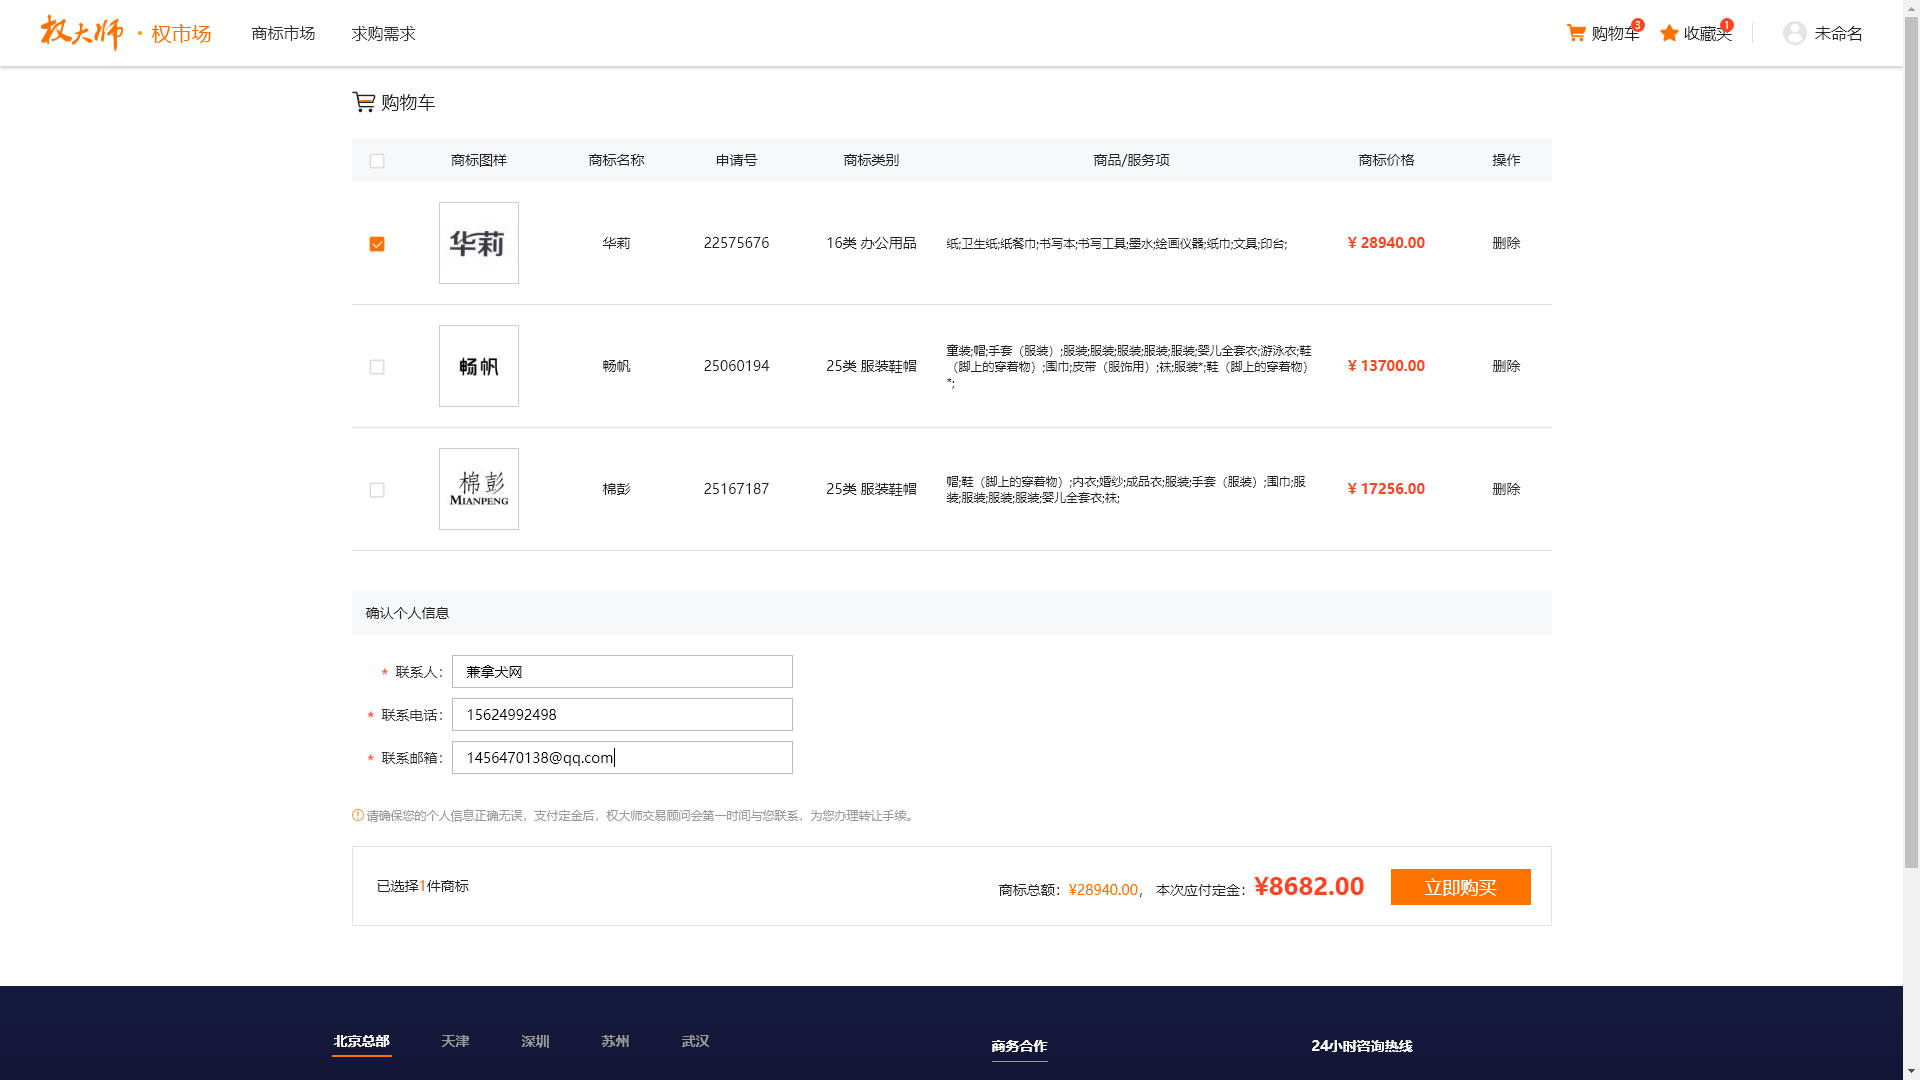 权大师 · 权市场 商标市场 求购需求 购物车 3 收藏夹 1 未命名
购物车
商标图样 商标名称 申请号 商标类别 商品/服务项 商标价格 操作
华莉 华莉 22575676 16类 办公用品 纸;卫生纸;纸餐巾;书写本;书写工具;墨水;绘画仪器;纸巾;文具;印台; ¥ 28940.00 删除
畅帆 畅帆 25060194 25类 服装鞋帽 童装;帽;手套（服装）;服装;服装;服装;服装;服装;婴儿全套衣;游泳衣;鞋
（脚上的穿着物）;围巾;皮带（服饰用）;袜;服装*;鞋（脚上的穿着物）
*; ¥ 13700.00 删除
棉彭 MIANPENG 棉彭 25167187 25类 服装鞋帽 帽;鞋（脚上的穿着物）;内衣;婚纱;成品衣;服装;手套（服装）;围巾;服
装;服装;服装;服装;婴儿全套衣;袜; ¥ 17256.00 删除
确认个人信息
* 联系人： 兼拿犬网
* 联系电话： 15624992498
* 联系邮箱： 1456470138@qq.com
请确保您的个人信息正确无误，支付定金后，权大师交易顾问会第一时间与您联系，为您办理转让手续。
已选择1件商标 商标总额：¥28940.00， 本次应付定金：¥8682.00 立即购买
北京总部 天津 深圳 苏州 武汉 商务合作 24小时咨询热线